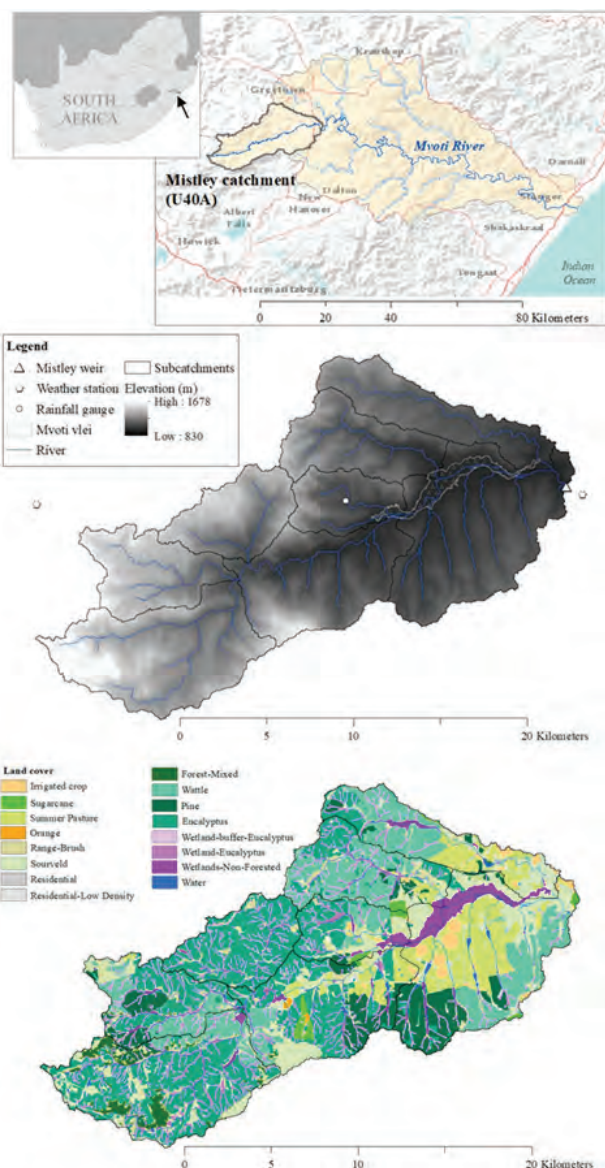 SOUTH
AFRICA
Kranskop
Greytown
Mvoti River
Darnall
Mistley catchment
(U40A)
Dalton
New
Hanover
Stanger
Albert
Falls
Shakaskraal
Howick
Tongaat
Indian
Ocean
Pietermaritzburg
0 20 40 60 80 Kilometers
Legend
Mistley weir
Subcatchments
Weather station
Elevation (m)
Rainfall gauge
High : 1678
Mvoti vlei
River
Low : 830
0 5 10 20 Kilometers
Land cover
Irrigated crop
Sugarcane
Summer Pasture
Orange
Range-Brush
Sourveld
Residential
Residential-Low Density
Forest-Mixed
Wattle
Pine
Eucalyptus
Wetland-buffer-Eucalyptus
Wetland-Eucalyptus
Wetlands-Non-Forested
Water
0 5 10 20 Kilometers